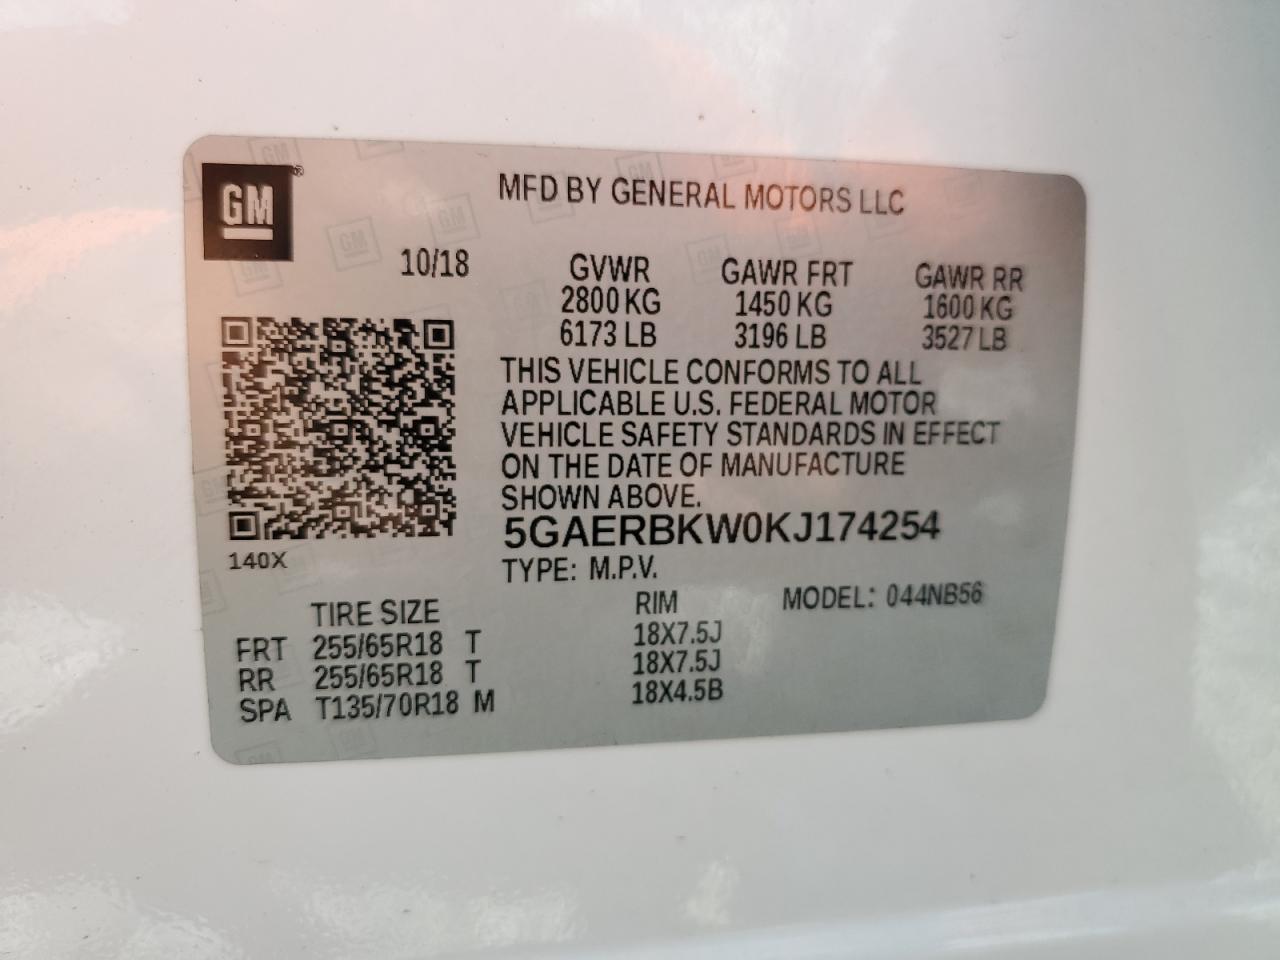 GM
MFD BY GENERAL MOTORS LLC
10/18
GVWR GAWR FRT GAWR RR
2800 KG 1450 KG 1600 KG
6173 LB 3196 LB 3527 LB
THIS VEHICLE CONFORMS TO ALL
APPLICABLE U.S. FEDERAL MOTOR
VEHICLE SAFETY STANDARDS IN EFFECT
ON THE DATE OF MANUFACTURE
SHOWN ABOVE.
5GAERBKW0KJ174254
140X
TYPE: M.P.V.
TIRE SIZE RIM MODEL: 044NB56
FRT 255/65R18 T 18X7.5J
RR 255/65R18 T 18X7.5J
SPA T135/70R18 M 18X4.5B